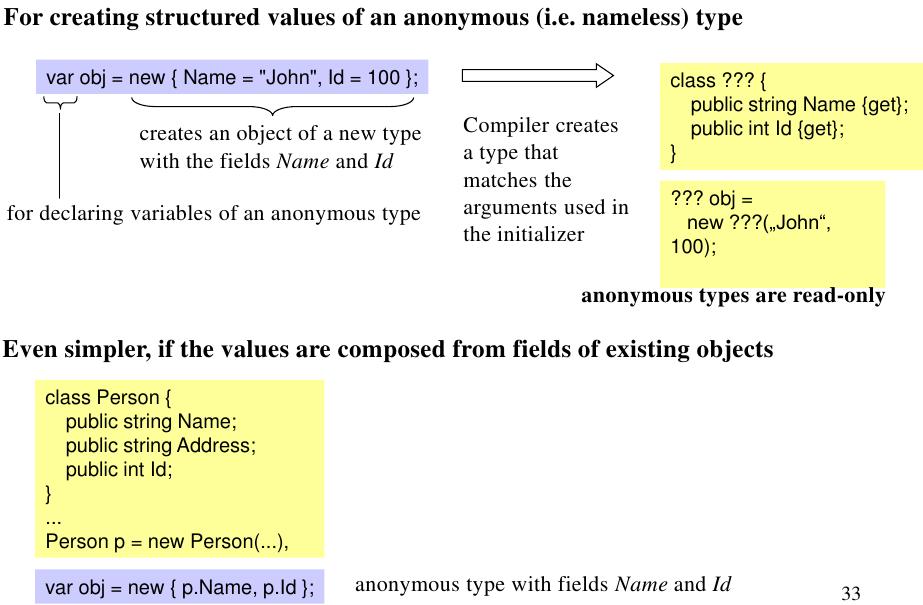 For creating structured values of an anonymous (i.e. nameless) type
var obj = new { Name = "John", Id = 100 };
creates an object of a new type
with the fields Name and Id
for declaring variables of an anonymous type
Compiler creates
a type that
matches the
arguments used in
the initializer
class ??? {
public string Name {get};
public int Id {get};
}
??? obj =
new ???(„John“,
100);
anonymous types are read-only
Even simpler, if the values are composed from fields of existing objects
class Person {
public string Name;
public string Address;
public int Id;
}
...
Person p = new Person(...),
var obj = new { p.Name, p.Id };
anonymous type with fields Name and Id
33